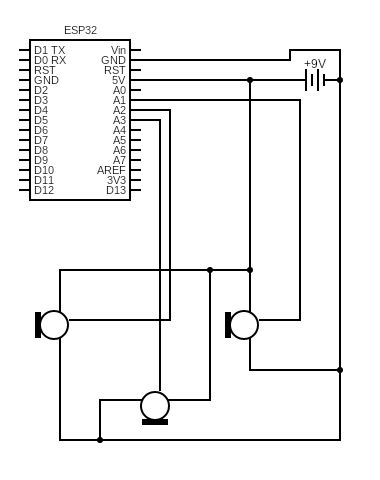 ESP32
D1 TX Vin
D0 RX GND
RST RST
GND 5V
D2 A0
D3 A1
D4 A2
D5 A3
D6 A4
D7 A5
D8 A6
D9 A7
D10 AREF
D11 3V3
D12 D13
+9V